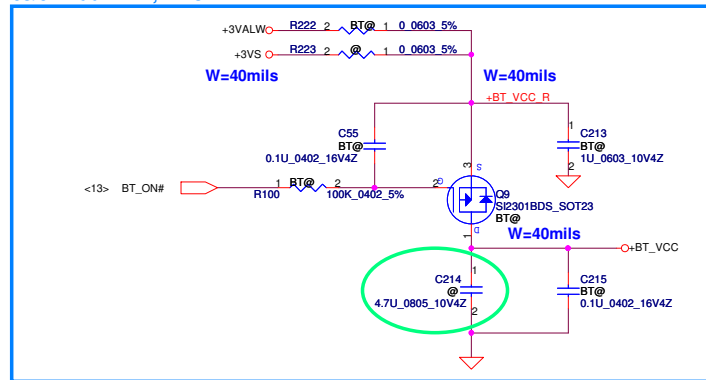 +3VALW R222 2 BT@ 1 0_0603_5%
+3VS R223 2 @ 1 0_0603_5%
W=40mils W=40mils
+BT_VCC_R
C55
BT@
0.1U_0402_16V4Z
1
C213
BT@
1U_0603_10V4Z
2
3 S
<13> BT_ON# 1 BT@ 2 2 G
R100 100K_0402_5%
Q9
SI2301BDS_SOT23
BT@
1 D
W=40mils
+BT_VCC
C214 1
@
4.7U_0805_10V4Z
2
C215
BT@
0.1U_0402_16V4Z